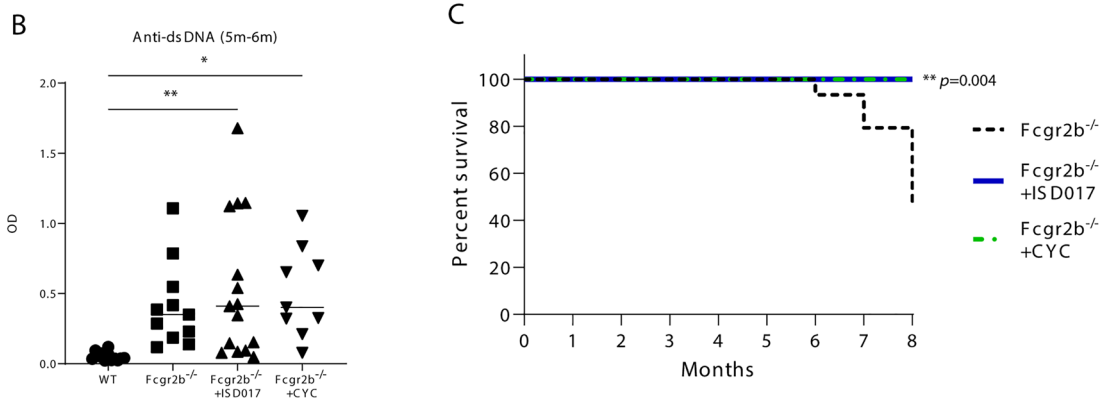 B
Anti-dsDNA (5m-6m)
*
**
2.0
1.5
1.0
0.5
0.0
OD
WT
Fcgr2b-/-
Fcgr2b-/-
+ISD017
Fcgr2b-/-
+CYC
C
100
80
60
40
20
0
Percent survival
0 1 2 3 4 5 6 7 8
Months
** p=0.004
Fcgr2b-/-
Fcgr2b-/-
+ISD017
Fcgr2b-/-
+CYC